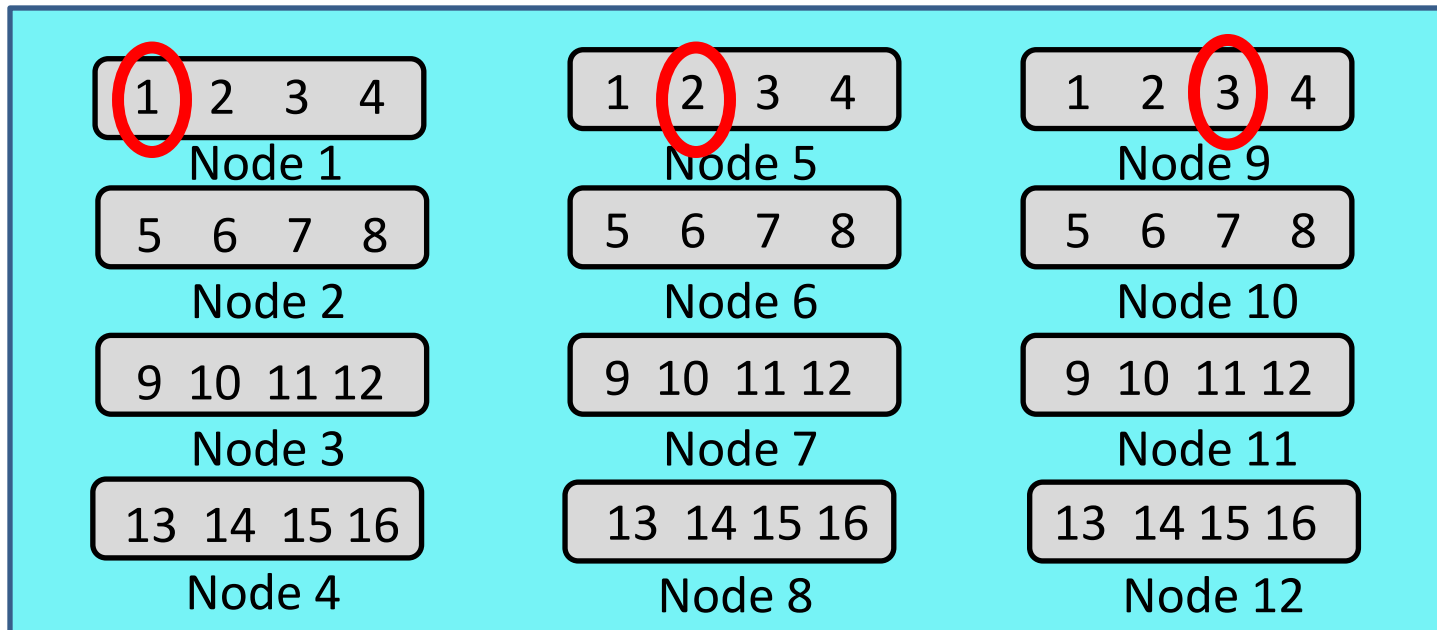 1 2 3 4 1 2 3 4 1 2 3 4
Node 1 Node 5 Node 9
5 6 7 8 5 6 7 8 5 6 7 8
Node 2 Node 6 Node 10
9 10 11 12 9 10 11 12 9 10 11 12
Node 3 Node 7 Node 11
13 14 15 16 13 14 15 16 13 14 15 16
Node 4 Node 8 Node 12